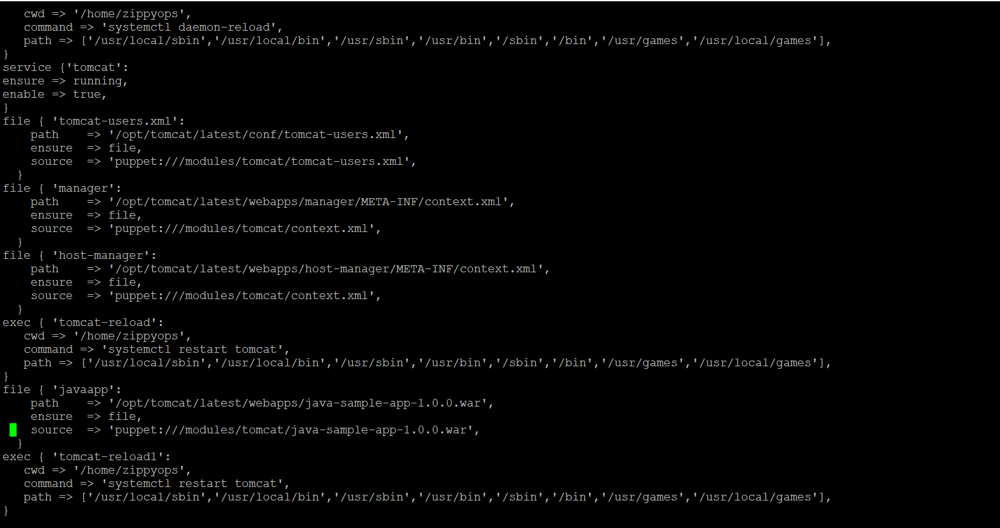 cwd => '/home/zippyops',
   command => 'systemctl daemon-reload',
   path => ['/usr/local/sbin','/usr/local/bin','/usr/sbin','/usr/bin','/sbin','/bin','/usr/games','/usr/local/games'],
}
service {'tomcat':
ensure => running,
enable => true,
}
file { 'tomcat-users.xml':
    path    => '/opt/tomcat/latest/conf/tomcat-users.xml',
    ensure  => file,
    source  => 'puppet:///modules/tomcat/tomcat-users.xml',
  }
file { 'manager':
    path    => '/opt/tomcat/latest/webapps/manager/META-INF/context.xml',
    ensure  => file,
    source  => 'puppet:///modules/tomcat/context.xml',
  }
file { 'host-manager':
    path    => '/opt/tomcat/latest/webapps/host-manager/META-INF/context.xml',
    ensure  => file,
    source  => 'puppet:///modules/tomcat/context.xml',
  }
exec { 'tomcat-reload':
   cwd => '/home/zippyops',
   command => 'systemctl restart tomcat',
   path => ['/usr/local/sbin','/usr/local/bin','/usr/sbin','/usr/bin','/sbin','/bin','/usr/games','/usr/local/games'],
}
file { 'javaapp':
    path    => '/opt/tomcat/latest/webapps/java-sample-app-1.0.0.war',
    ensure  => file,
    source  => 'puppet:///modules/tomcat/java-sample-app-1.0.0.war',
  }
exec { 'tomcat-reload1':
   cwd => '/home/zippyops',
   command => 'systemctl restart tomcat',
   path => ['/usr/local/sbin','/usr/local/bin','/usr/sbin','/usr/bin','/sbin','/bin','/usr/games','/usr/local/games'],
}